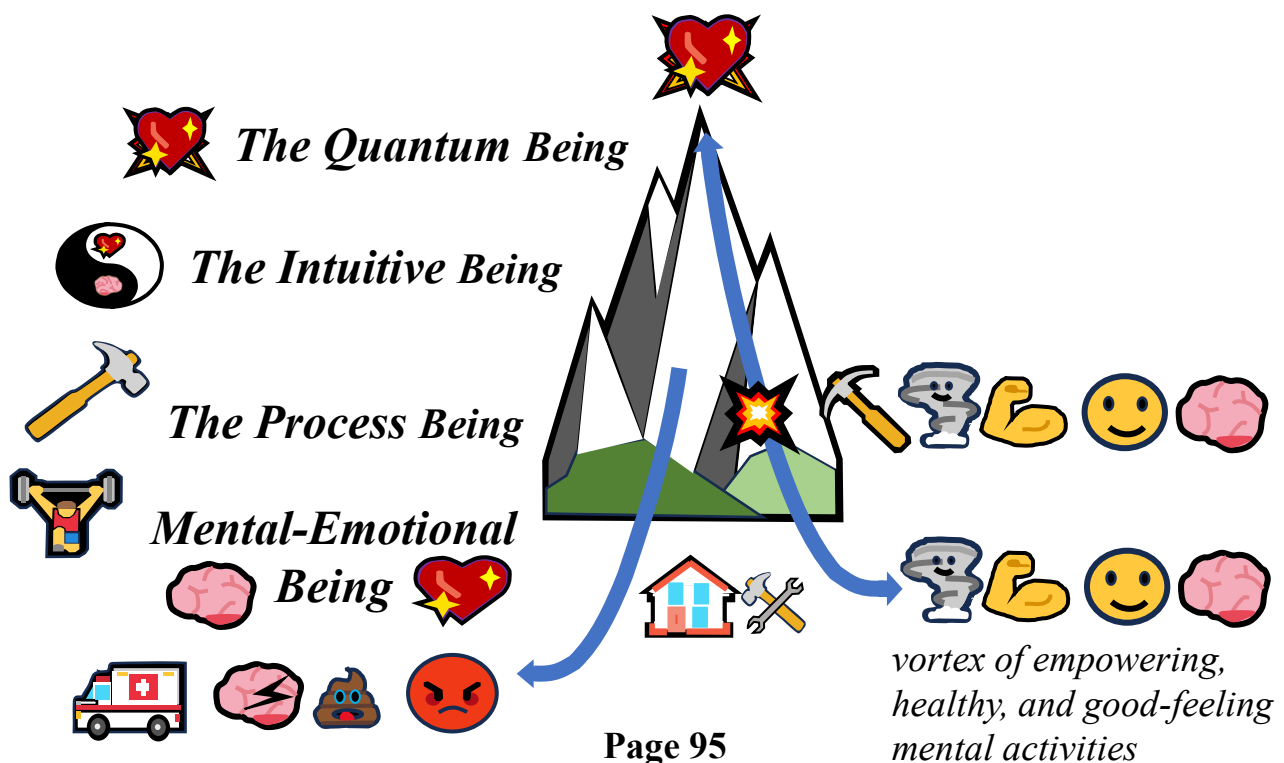 The Quantum Being
The Intuitive Being
The Process Being
Mental-Emotional
Being
vortex of empowering,
healthy, and good-feeling
mental activities
Page 95